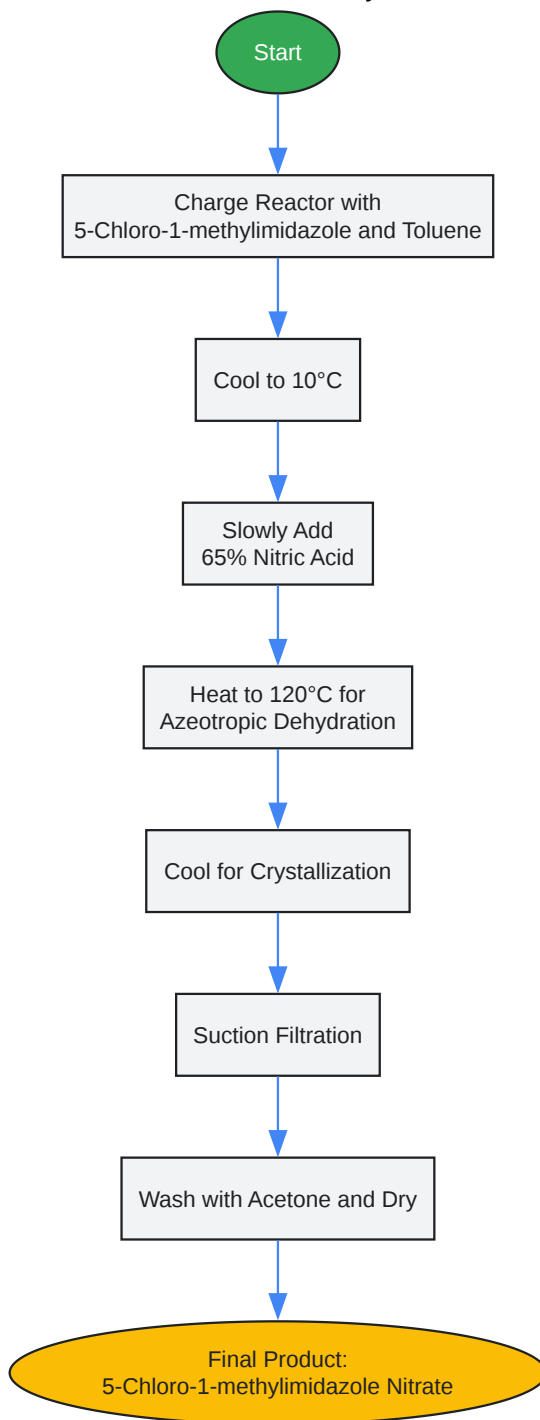 Start
Charge Reactor with
5-Chloro-1-methylimidazole and Toluene
Cool to 10°C
Slowly Add
65% Nitric Acid
Heat to 120°C for
Azeotropic Dehydration
Cool for Crystallization
Suction Filtration
Wash with Acetone and Dry
Final Product:
5-Chloro-1-methylimidazole Nitrate